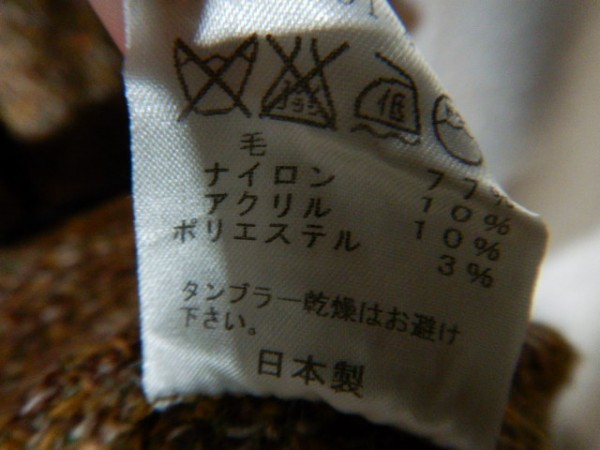 低
毛 77%
ナイロン 10%
アクリル 10%
ポリエステル 3%
タンブラー乾燥はお避け
下さい。
日本製